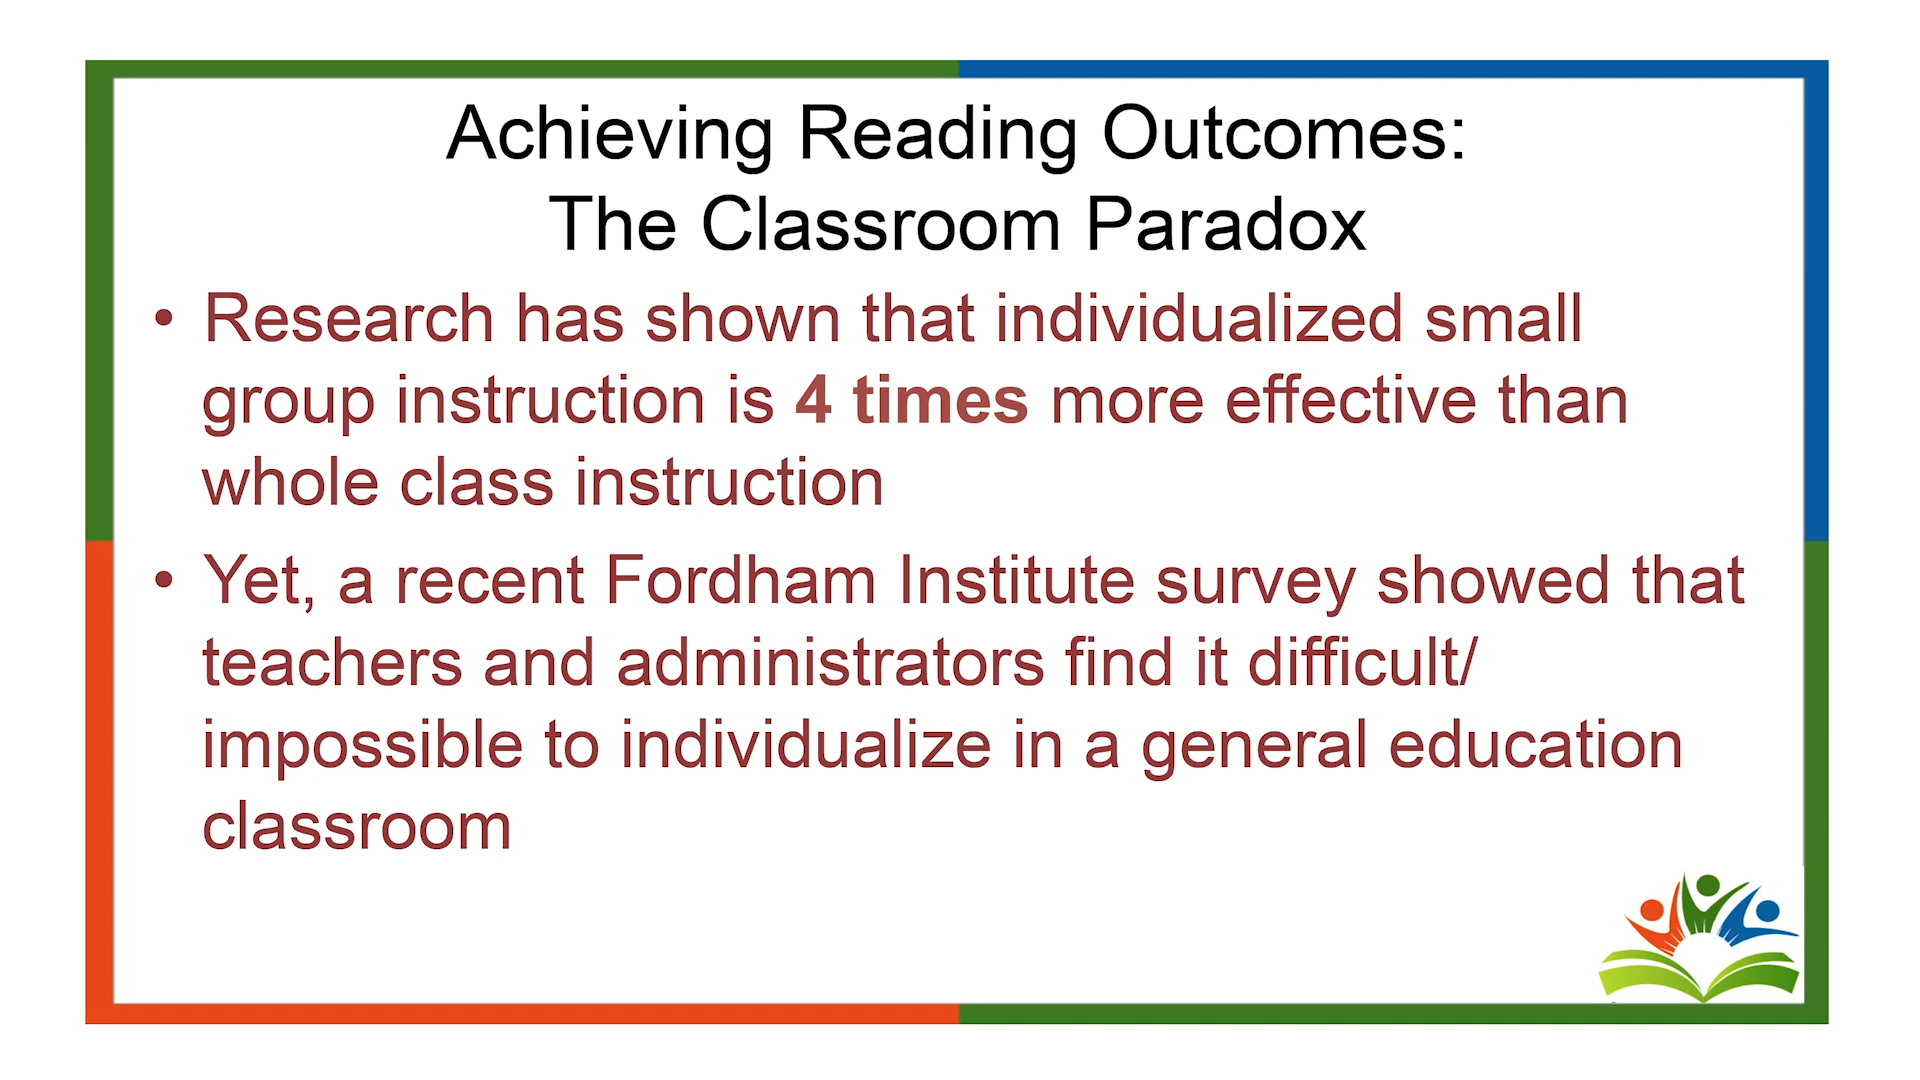 Achieving Reading Outcomes:
The Classroom Paradox
• Research has shown that individualized small
group instruction is 4 times more effective than
whole class instruction
• Yet, a recent Fordham Institute survey showed that
teachers and administrators find it difficult/
impossible to individualize in a general education
classroom